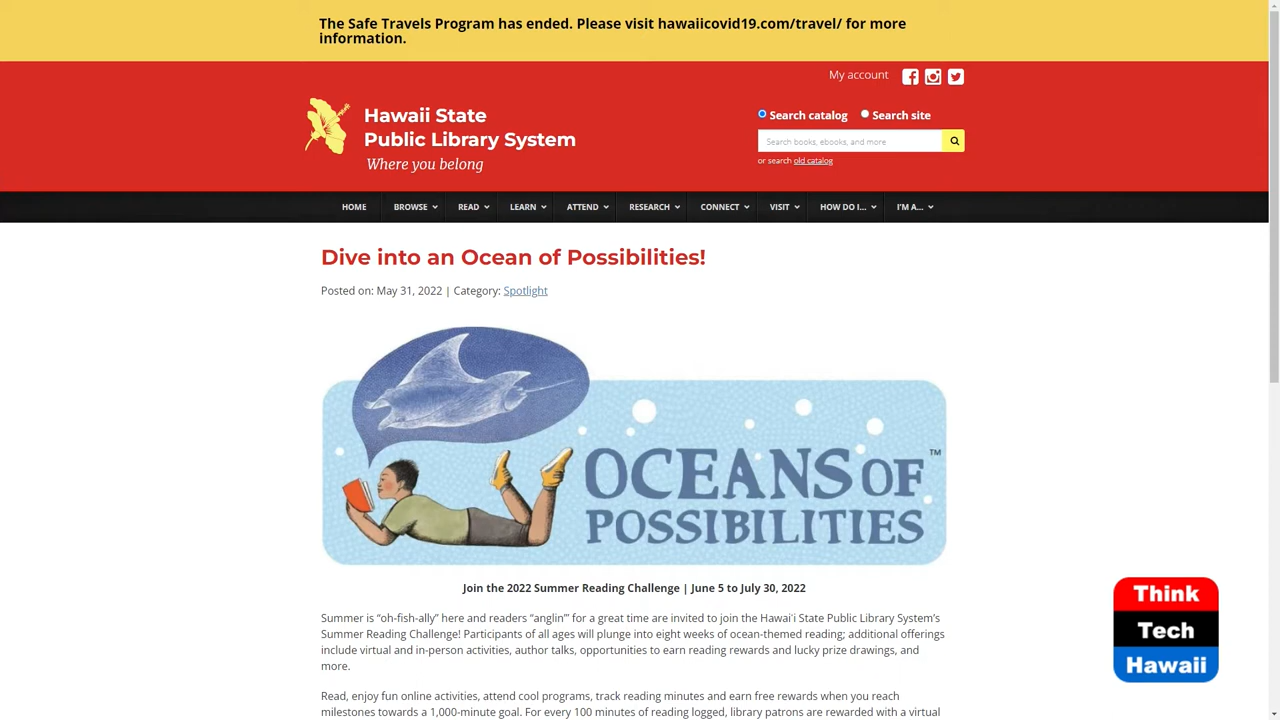 The Safe Travels Program has ended. Please visit hawaiicovid19.com/travel/ for more
information.
My account
Hawaii State
Public Library System
Where you belong
Search catalog Search site
Search books, ebooks, and more
or search old catalog
HOME BROWSE READ LEARN ATTEND RESEARCH CONNECT VISIT HOW DO I... I'M A...
Dive into an Ocean of Possibilities!
Posted on: May 31, 2022 | Category: Spotlight
OCEANS OF
POSSIBILITIES™
Join the 2022 Summer Reading Challenge | June 5 to July 30, 2022
Summer is “oh-fish-ally” here and readers “anglin’” for a great time are invited to join the Hawaiʻi State Public Library System’s
Summer Reading Challenge! Participants of all ages will plunge into eight weeks of ocean-themed reading; additional offerings
include virtual and in-person activities, author talks, opportunities to earn reading rewards and lucky prize drawings, and
more.
Read, enjoy fun online activities, attend cool programs, track reading minutes and earn free rewards when you reach
milestones towards a 1,000-minute goal. For every 100 minutes of reading logged, library patrons are rewarded with a virtual
Think
Tech
Hawaii